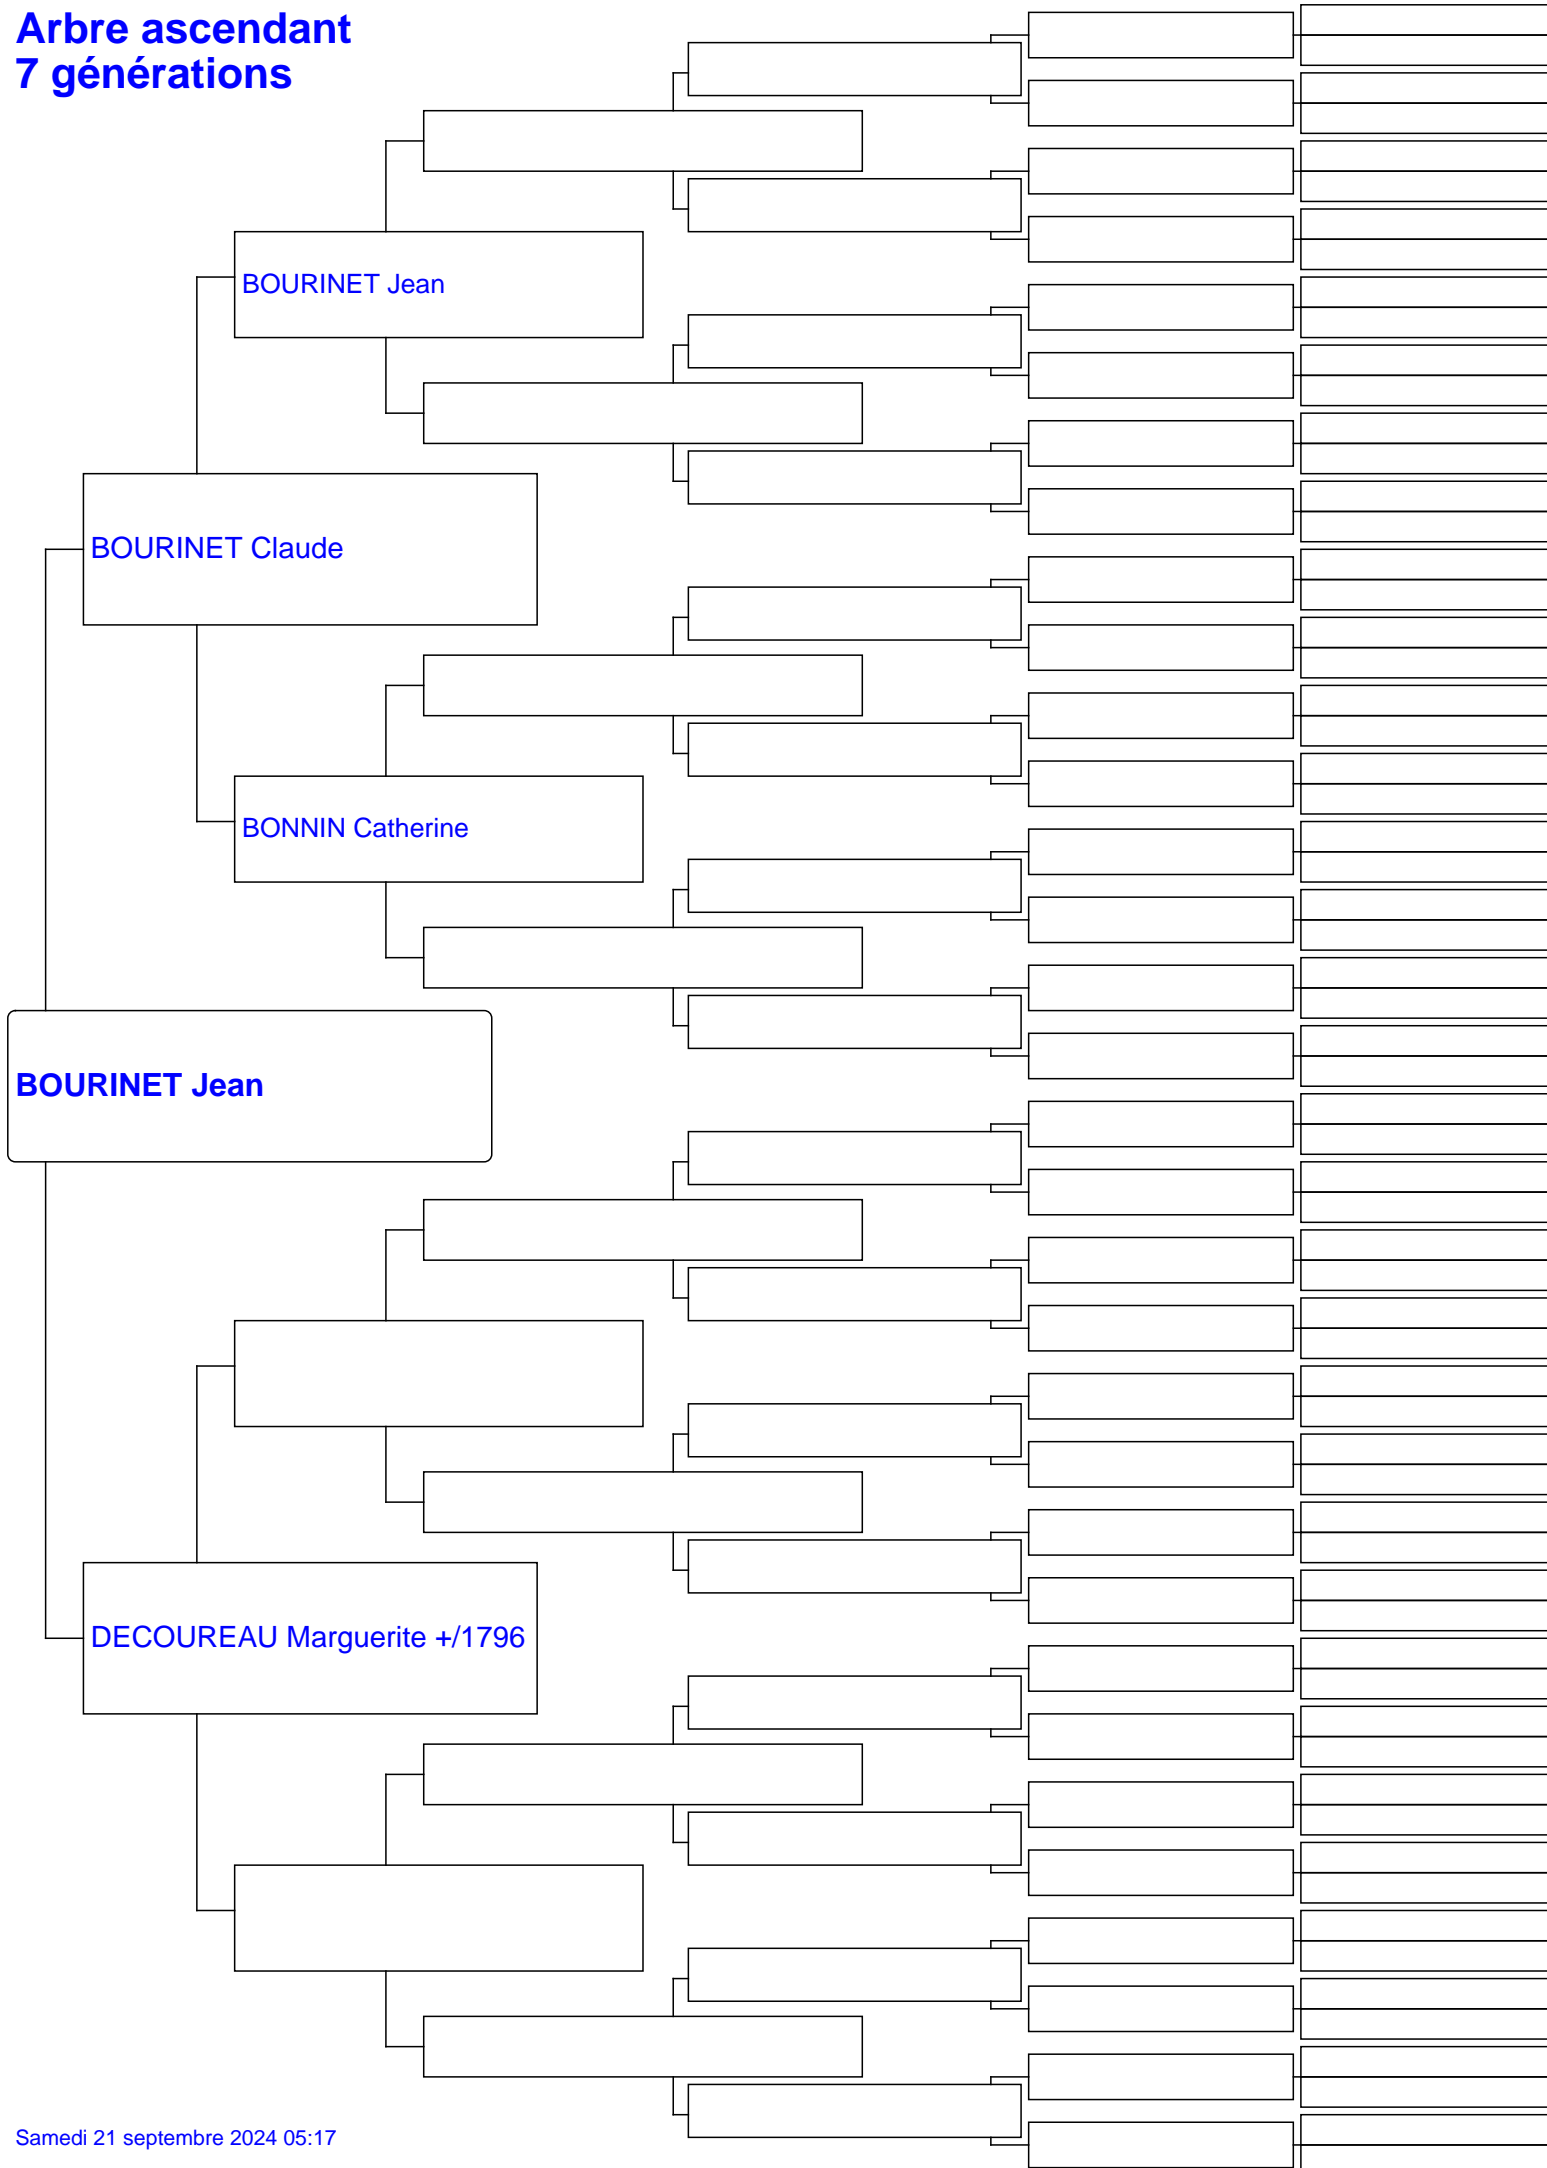 Arbre ascendant
7 générations
BOURINET Jean
BOURINET Claude
BONNIN Catherine
BOURINET Jean
DECOUREAU Marguerite +/1796
Samedi 21 septembre 2024 05:17